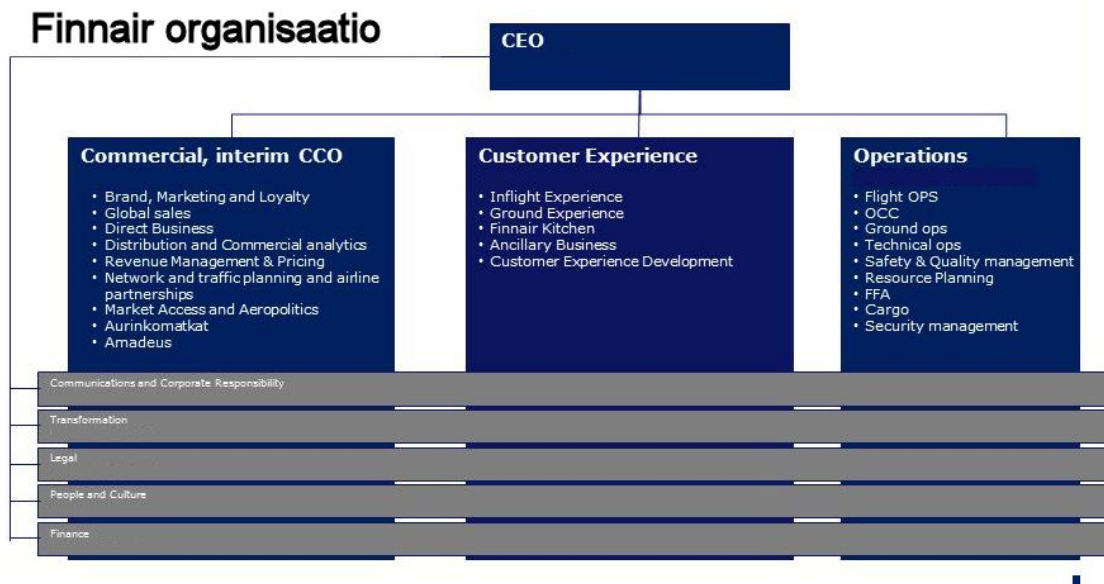 Finnair organisaatio
CEO
Commercial, interim CCO
• Brand, Marketing and Loyalty
• Global sales
• Direct Business
• Distribution and Commercial analytics
• Revenue Management & Pricing
• Network and traffic planning and airline
partnerships
• Market Access and Aeropolitics
• Aurinkomatkat
• Amadeus
Customer Experience
• Inflight Experience
• Ground Experience
• Finnair Kitchen
• Ancillary Business
• Customer Experience Development
Operations
• Flight OPS
• OCC
• Ground ops
• Technical ops
• Safety & Quality management
• Resource Planning
• FFA
• Cargo
• Security management
Communications and Corporate Responsibility
Transformation
Legal
People and Culture
Finance